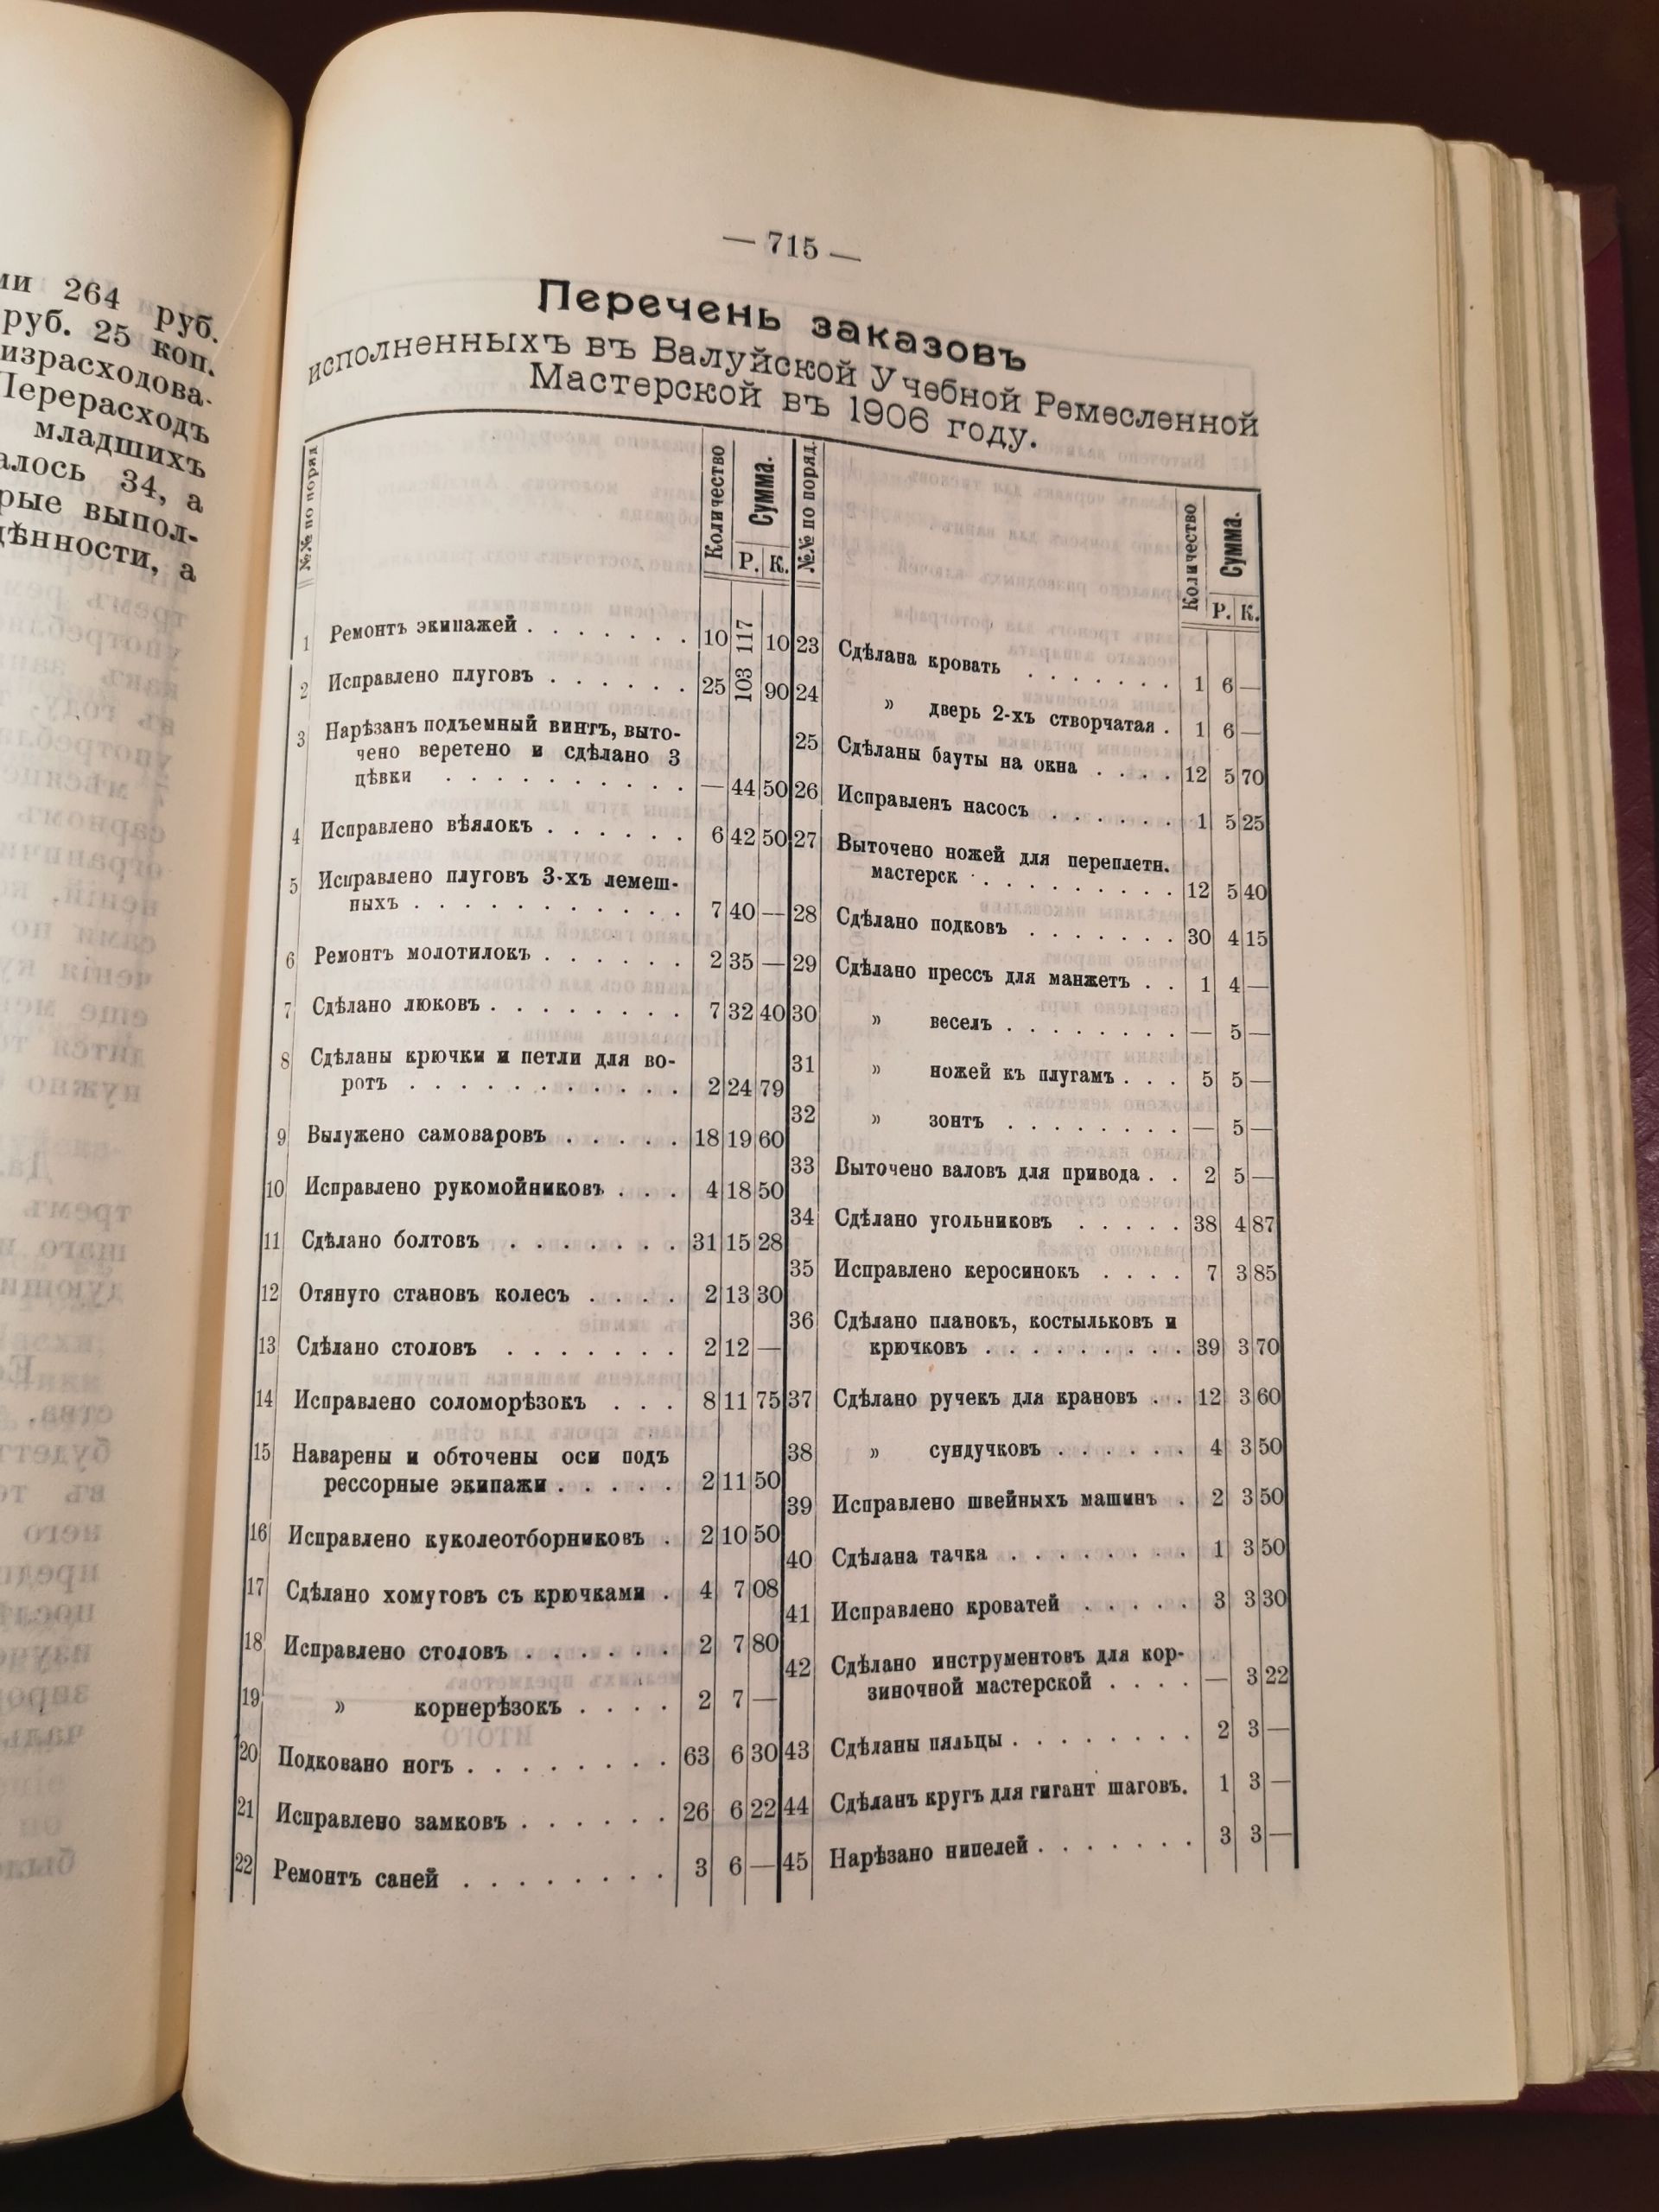 264 руб.
руб. 25 коп.
израсходова-
Перерасходъ
младшихъ
34, а
выпол-
а
— 715 —
Перечень заказовъ
исполненныхъ въ Валуйской Учебной Ремесленной
Мастерской въ 1906 году.
№№ по поряд Количество Сумма. Р. К.
1 Ремонтъ экипажей . . . . . . . 10 117 10
2 Исправлено плуговъ . . . . . . 25 103 90
3 Нарѣзанъ подъемный винтъ, выто-
чено веретено и сдѣлано 3
цѣвки . . . . . . . . . . — 44 50
4 Исправлено вѣялокъ . . . . . . 6 42 50
5 Исправлено плуговъ 3-хъ лемеш-
ныхъ . . . . . . . . . . . 7 40 —
6 Ремонтъ молотилокъ . . . . . . 2 35 —
7 Сдѣлано люковъ . . . . . . . . 7 32 40
8 Сдѣланы крючки и петли для во-
ротъ . . . . . . . . . . . 2 24 79
9 Вылужено самоваровъ . . . . . 18 19 60
10 Исправлено рукомойниковъ . . . 4 18 50
11 Сдѣлано болтовъ . . . . . . . 31 15 28
12 Отянуго становъ колесъ . . . . 2 13 30
13 Сдѣлано столовъ . . . . . . . 2 12 —
14 Исправлено соломорѣзокъ . . . 8 11 75
15 Наварены и обточены оси подъ
рессорные экипажи . . . . . 2 11 50
16 Исправлено куколеотборниковъ . 2 10 50
17 Сдѣлано хомутовъ съ крючками . 4 7 08
18 Исправлено столовъ . . . . . . 2 7 80
19 » корнерѣзокъ . . . . 2 7 —
20 Подковано ногъ . . . . . . . . 63 6 30
21 Исправлено замковъ . . . . . . 26 6 22
22 Ремонтъ саней . . . . . . . . 3 6 —
№№ по поряд. Количество Сумма. Р. К.
23 Сдѣлана кровать . . . . . . . 1 6 —
24 » дверь 2-хъ створчатая . 1 6 —
25 Сдѣланы бауты на окна . . . . 12 5 70
26 Исправленъ насосъ . . . . . . 1 5 25
27 Выточено ножей для переплетн.
мастерск . . . . . . . . . 12 5 40
28 Сдѣлано подковъ . . . . . . . 30 4 15
29 Сдѣлано прессъ для манжетъ . . 1 4 —
30 » веселъ . . . . . . . . — 5 —
31 » ножей къ плугамъ . . . 5 5 —
32 » зонтъ . . . . . . . . — 5 —
33 Выточено валовъ для привода . . 2 5 —
34 Сдѣлано угольниковъ . . . . . 38 4 87
35 Исправлено керосинокъ . . . . 7 3 85
36 Сдѣлано планокъ, костыльковъ и
крючковъ . . . . . . . . . 39 3 70
37 Сдѣлано ручекъ для крановъ . . 12 3 60
38 » сундучковъ . . . . . . 4 3 50
39 Исправлено швейныхъ машинъ . 2 3 50
40 Сдѣлана тачка . . . . . . . . 1 3 50
41 Исправлено кроватей . . . . . 3 3 30
42 Сдѣлано инструментовъ для кор-
зиночной мастерской . . . . — 3 22
43 Сдѣланы пяльцы . . . . . . . . 2 3 —
44 Сдѣланъ кругъ для гигант шаговъ. 1 3 —
45 Нарѣзано нипелей . . . . . . . 3 3 —